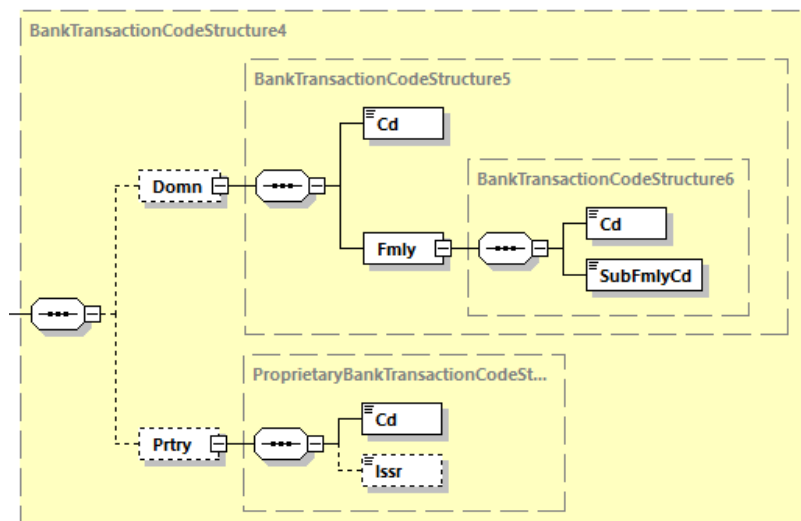 BankTransactionCodeStructure4
BankTransactionCodeStructure5
Cd
Domn
BankTransactionCodeStructure6
Cd
Fmly
SubFmlyCd
ProprietaryBankTransactionCodeSt...
Cd
Prtry
Issr